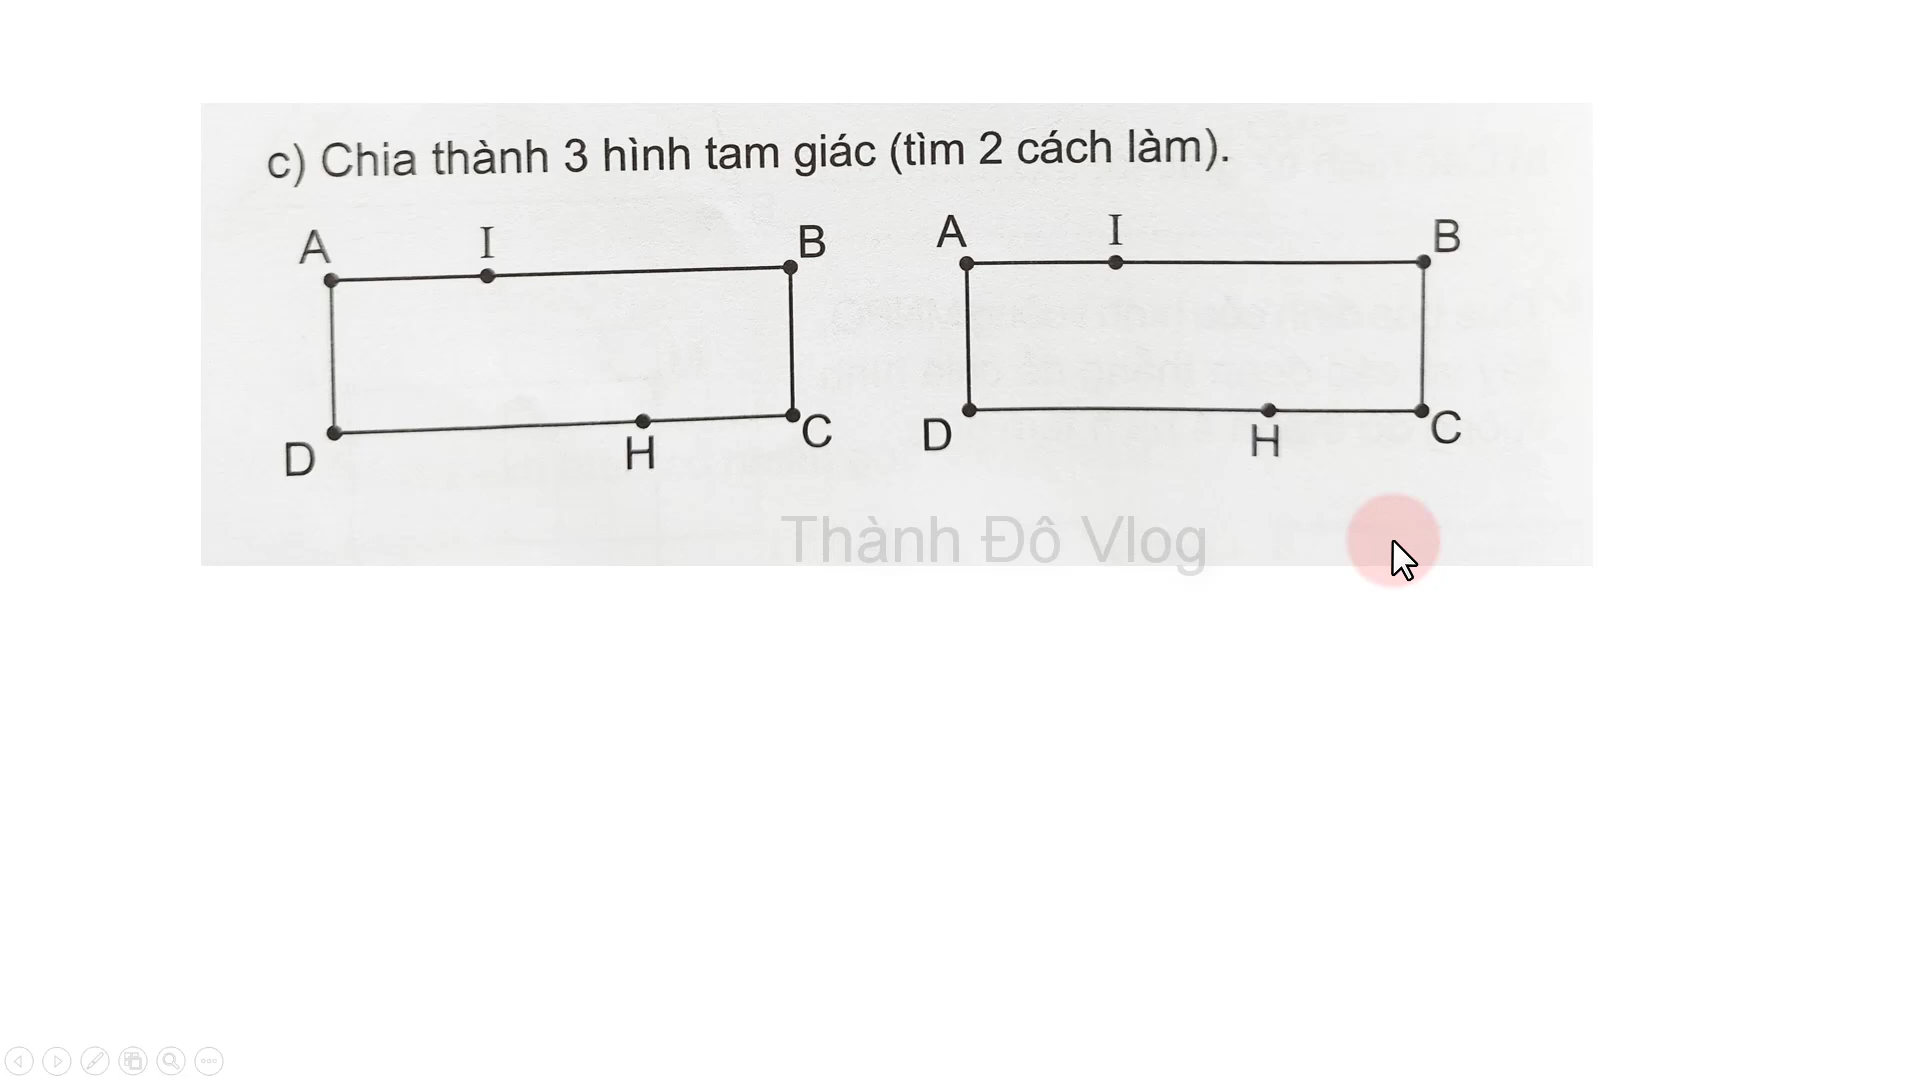 c) Chia thành 3 hình tam giác (tìm 2 cách làm).
A I B A I B
D H C D H C
Thành Đô Vlog